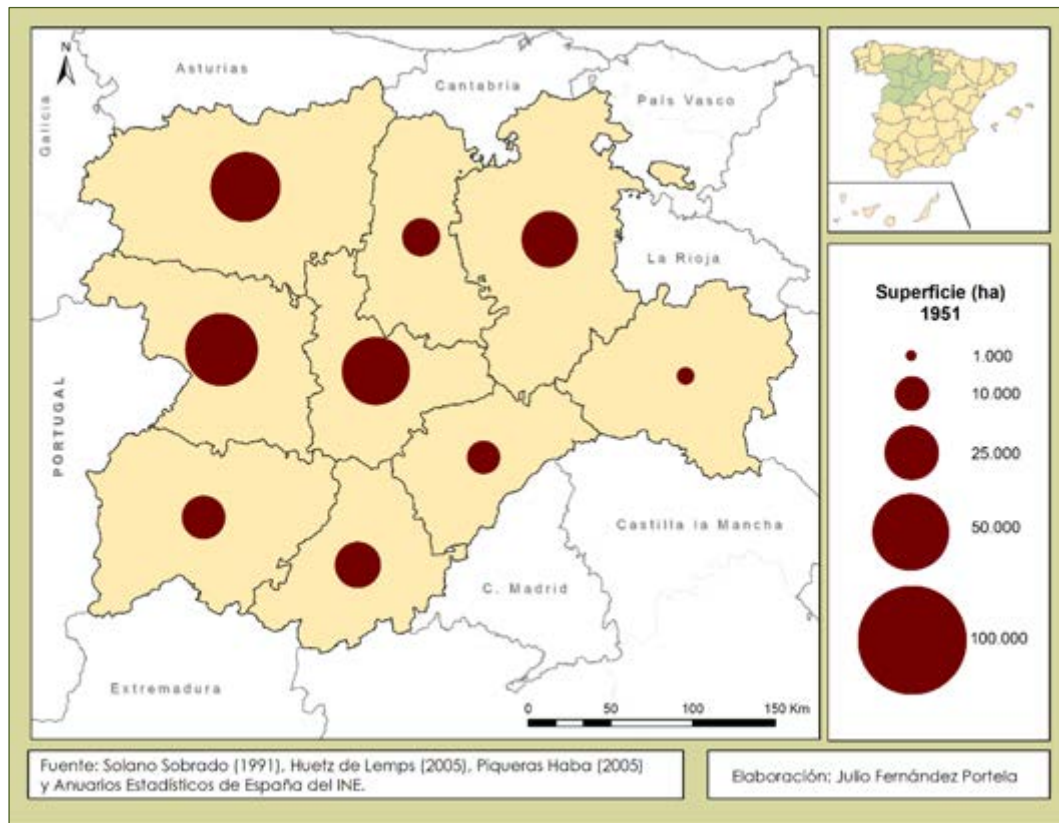 N
Asturias
Cantabria
País Vasco
Galicia
La Rioja
PORTUGAL
Castilla la Mancha
C. Madrid
Extremadura
0 50 100 150 Km
Superficie (ha)
1951
1.000
10.000
25.000
50.000
100.000
Fuente: Solano Sobrado (1991), Huetz de Lemps (2005), Piqueras Haba (2005)
y Anuarios Estadísticos de España del INE.
Elaboración: Julio Fernández Portela